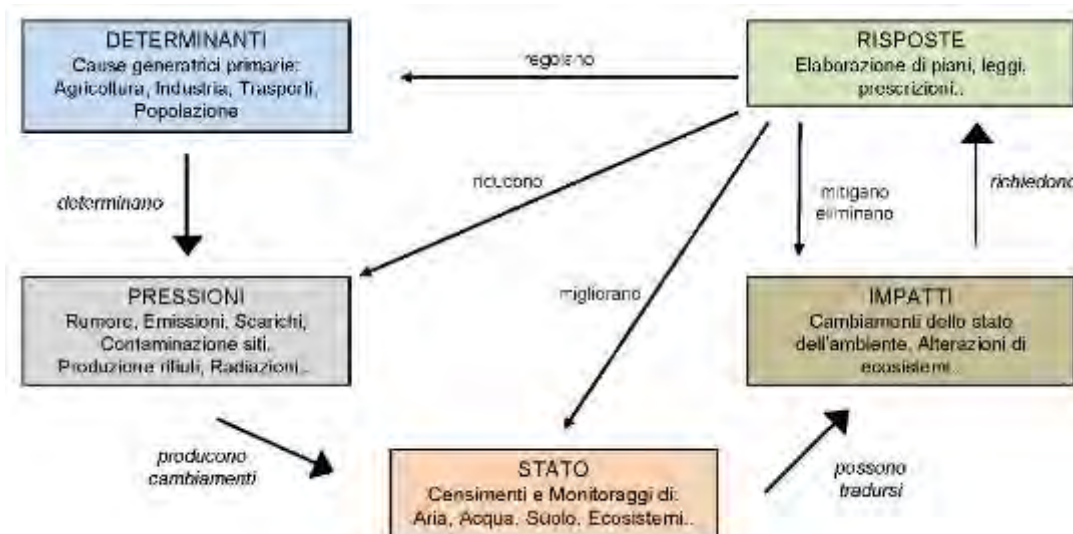 DETERMINANTI
Cause generatrici primarie:
Agricoltura, Industria, Trasporti,
Popolazione
regolano
RISPOSTE
Elaborazione di piani, leggi,
prescrizioni..
determinano
riducono
mitigano
eliminano
richiedono
PRESSIONI
Rumore, Emissioni, Scarichi,
Contaminazione siti,
Produzione rifiuti, Radiazioni..
migliorano
IMPATTI
Cambiamenti dello stato
dell'ambiente, Alterazioni di
ecosistemi..
producono
cambiamenti
STATO
Censimenti e Monitoraggi di:
Aria, Acqua, Suolo, Ecosistemi..
possono
tradursi